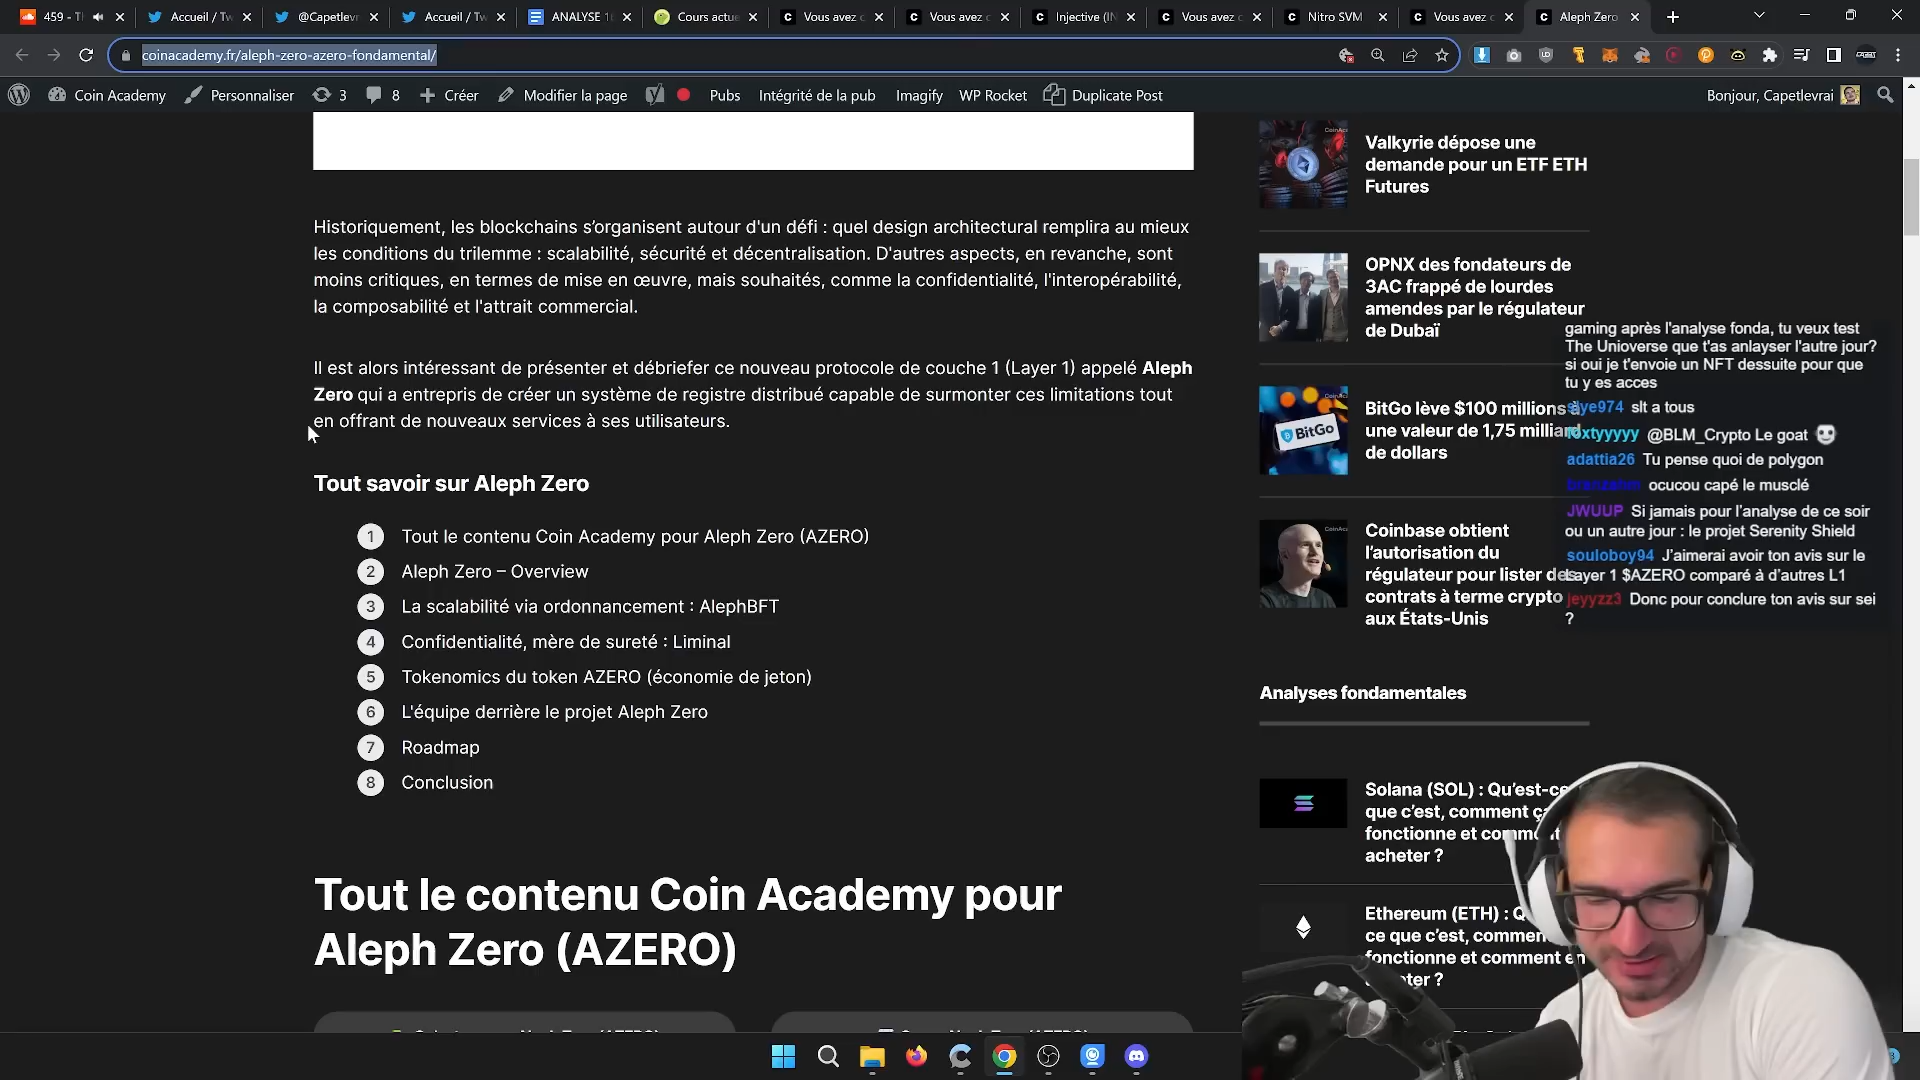 459 - Th
Accueil / Tw
@Capetlevr
Accueil / Tw
ANALYSE 1
Cours actue
Vous avez c
Vous avez c
Injective (IN
Vous avez c
Nitro SVM
Vous avez c
Aleph Zero
coinacademy.fr/aleph-zero-azero-fondamental/
Coin Academy
Personnaliser
3
8
Créer
Modifier la page
Pubs
Intégrité de la pub
Imagify
WP Rocket
Duplicate Post
Bonjour, Capetlevrai
Historiquement, les blockchains s’organisent autour d'un défi : quel design architectural remplira au mieux
les conditions du trilemme : scalabilité, sécurité et décentralisation. D'autres aspects, en revanche, sont
moins critiques, en termes de mise en œuvre, mais souhaités, comme la confidentialité, l'interopérabilité,
la composabilité et l'attrait commercial.
Il est alors intéressant de présenter et débriefer ce nouveau protocole de couche 1 (Layer 1) appelé Aleph
Zero qui a entrepris de créer un système de registre distribué capable de surmonter ces limitations tout
en offrant de nouveaux services à ses utilisateurs.
Tout savoir sur Aleph Zero
1 Tout le contenu Coin Academy pour Aleph Zero (AZERO)
2 Aleph Zero – Overview
3 La scalabilité via ordonnancement : AlephBFT
4 Confidentialité, mère de sureté : Liminal
5 Tokenomics du token AZERO (économie de jeton)
6 L'équipe derrière le projet Aleph Zero
7 Roadmap
8 Conclusion
Tout le contenu Coin Academy pour
Aleph Zero (AZERO)
Valkyrie dépose une
demande pour un ETF ETH
Futures
OPNX des fondateurs de
3AC frappé de lourdes
amendes par le régulateur
de Dubaï
BitGo
BitGo lève $100 millions à
une valeur de 1,75 milliard
de dollars
Coinbase obtient
l’autorisation du
régulateur pour lister des
contrats à terme crypto
aux États-Unis
Analyses fondamentales
Solana (SOL) : Qu’est-ce
que c’est, comment ça
fonctionne et comment
acheter ?
Ethereum (ETH) : Q
ce que c’est, commen
fonctionne et comment en
acheter ?
gaming après l'analyse fonda, tu veux test
The Unioverse que t'as anlayser l'autre jour?
si oui je t'envoie un NFT dessuite pour que
tu y es acces
slye974 slt a tous
foxtyyyyy @BLM_Crypto Le goat
adattia26 Tu pense quoi de polygon
ocucou capé le musclé
JWUUP Si jamais pour l’analyse de ce soir
ou un autre jour : le projet Serenity Shield
souloboy94 J’aimerai avoir ton avis sur le
Layer 1 $AZERO comparé à d’autres L1
jeyyzz3 Donc pour conclure ton avis sur sei
?